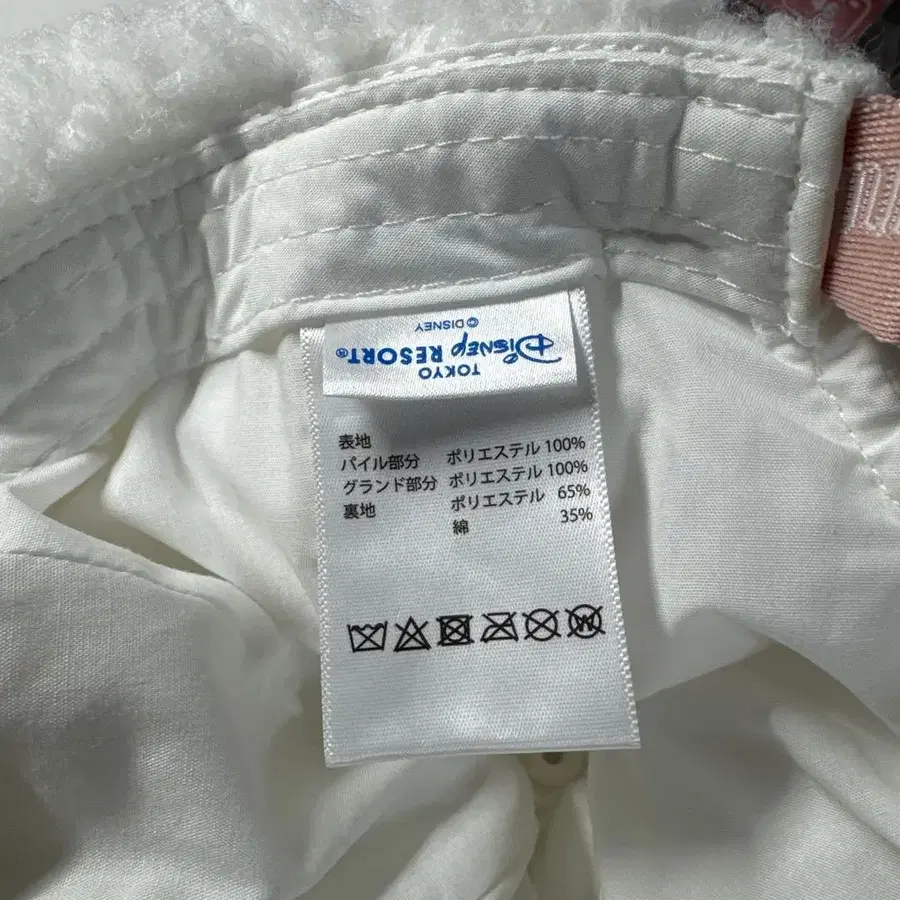 TOKYO
Disney RESORT®
© DISNEY
表地
パイル部分 ポリエステル 100%
グランド部分 ポリエステル 100%
裏地 ポリエステル 65%
綿 35%